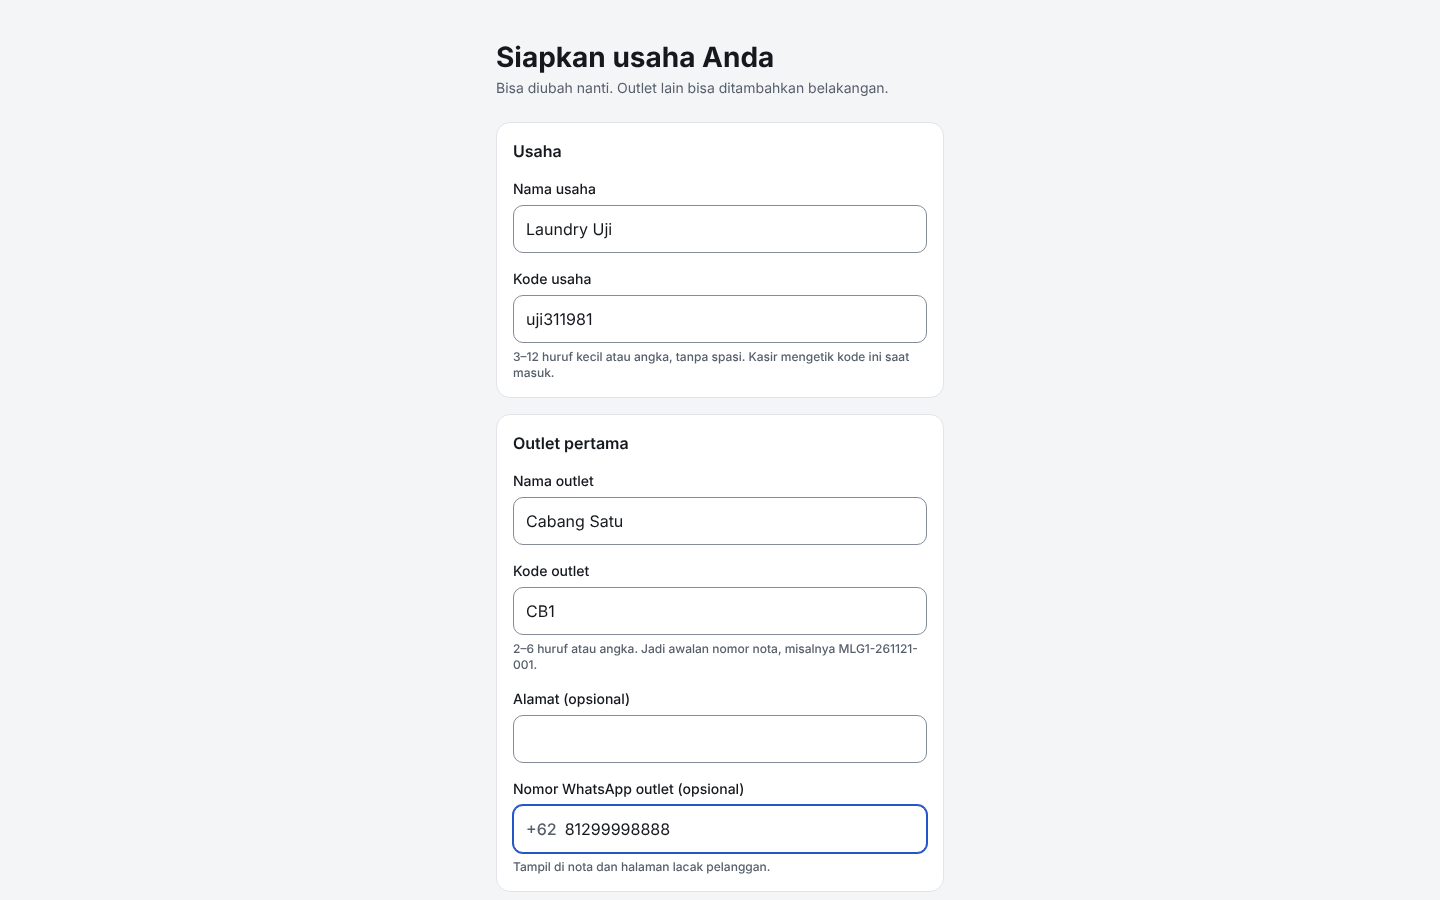 Siapkan usaha Anda
Bisa diubah nanti. Outlet lain bisa ditambahkan belakangan.
Usaha
Nama usaha
Laundry Uji
Kode usaha
uji311981
3–12 huruf kecil atau angka, tanpa spasi. Kasir mengetik kode ini saat
masuk.
Outlet pertama
Nama outlet
Cabang Satu
Kode outlet
CB1
2–6 huruf atau angka. Jadi awalan nomor nota, misalnya MLG1-261121-
001.
Alamat (opsional)
Nomor WhatsApp outlet (opsional)
+62 81299998888
Tampil di nota dan halaman lacak pelanggan.